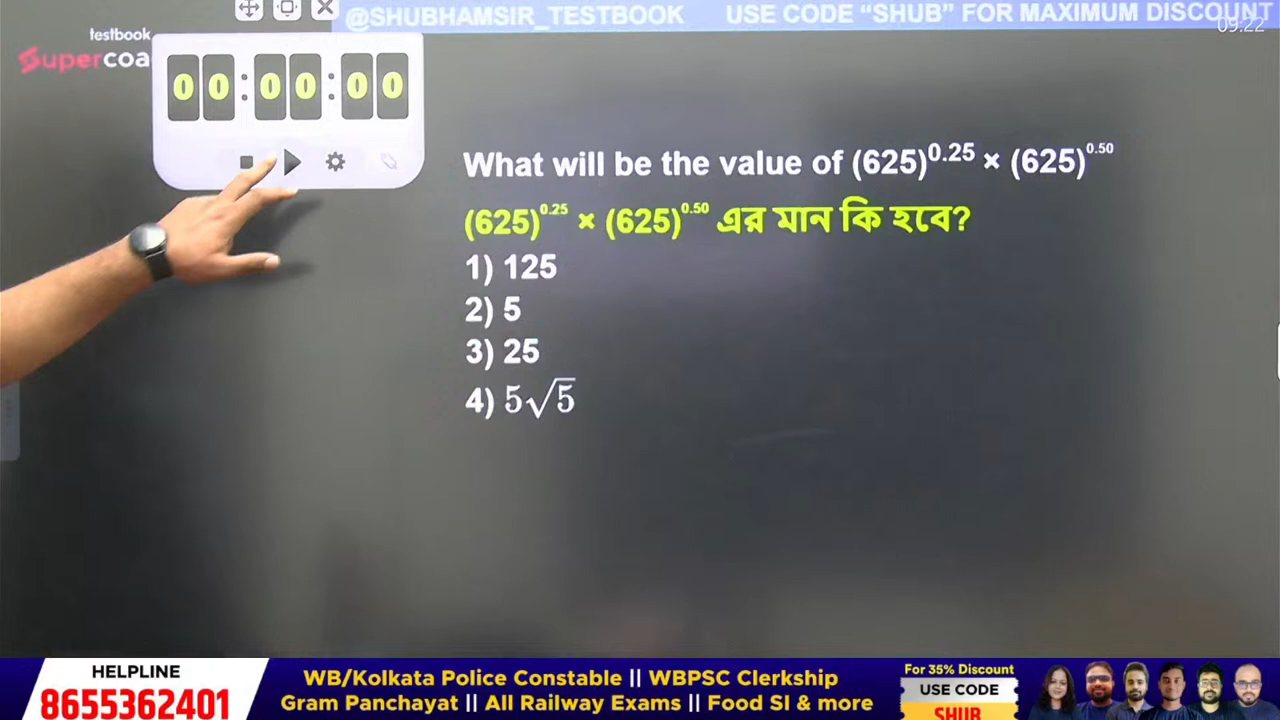 @SHUBHAMSIR_TESTBOOK USE CODE “SHUB” FOR MAXIMUM DISCOUNT
09:22
testbook
Supercoa
00:00:00
What will be the value of (625)^0.25 × (625)^0.50
(625)^0.25 × (625)^0.50 এর মান কি হবে?
1) 125
2) 5
3) 25
4) 5√5
HELPLINE
8655362401
WB/Kolkata Police Constable || WBPSC Clerkship
Gram Panchayat || All Railway Exams || Food SI & more
For 35% Discount
USE CODE
SHUB